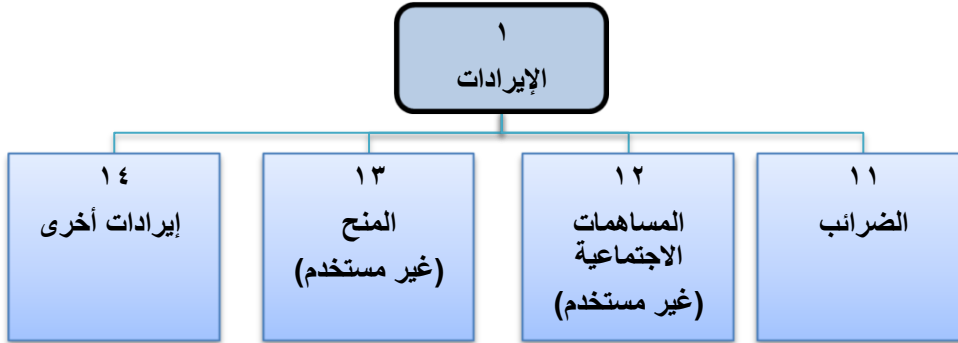 ١
الإيرادات
١١
الضرائب
١٢
المساهمات
الاجتماعية
(غير مستخدم)
١٣
المنح
(غير مستخدم)
١٤
إيرادات أخرى